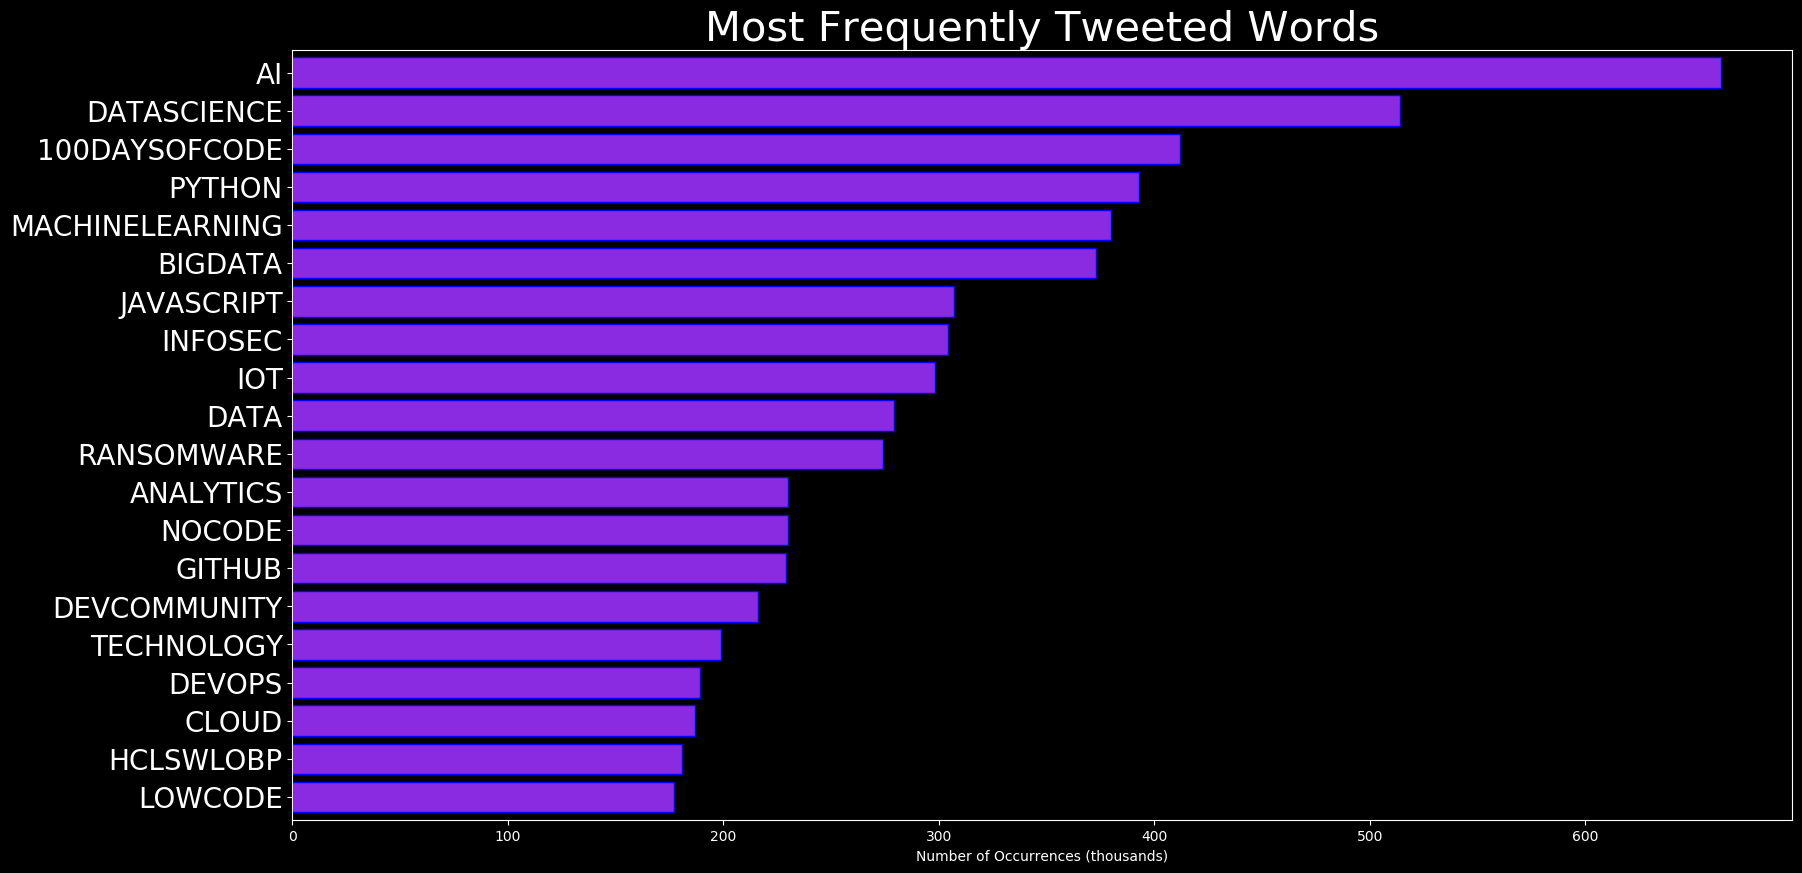 Most Frequently Tweeted Words
AI
DATASCIENCE
100DAYSOFCODE
PYTHON
MACHINELEARNING
BIGDATA
JAVASCRIPT
INFOSEC
IOT
DATA
RANSOMWARE
ANALYTICS
NOCODE
GITHUB
DEVCOMMUNITY
TECHNOLOGY
DEVOPS
CLOUD
HCLSWLOBP
LOWCODE
0 100 200 300 400 500 600
Number of Occurrences (thousands)